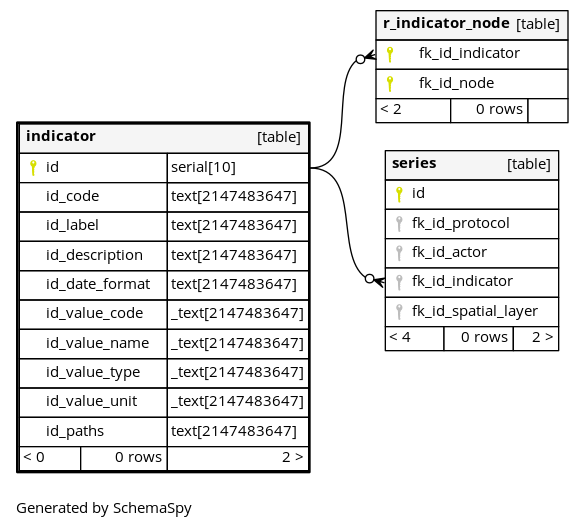 r_indicator_node [table]
fk_id_indicator
fk_id_node
< 2 0 rows
indicator [table]
id serial[10]
id_code text[2147483647]
id_label text[2147483647]
id_description text[2147483647]
id_date_format text[2147483647]
id_value_code _text[2147483647]
id_value_name _text[2147483647]
id_value_type _text[2147483647]
id_value_unit _text[2147483647]
id_paths text[2147483647]
< 0 0 rows 2 >
series [table]
id
fk_id_protocol
fk_id_actor
fk_id_indicator
fk_id_spatial_layer
< 4 0 rows 2 >
Generated by SchemaSpy